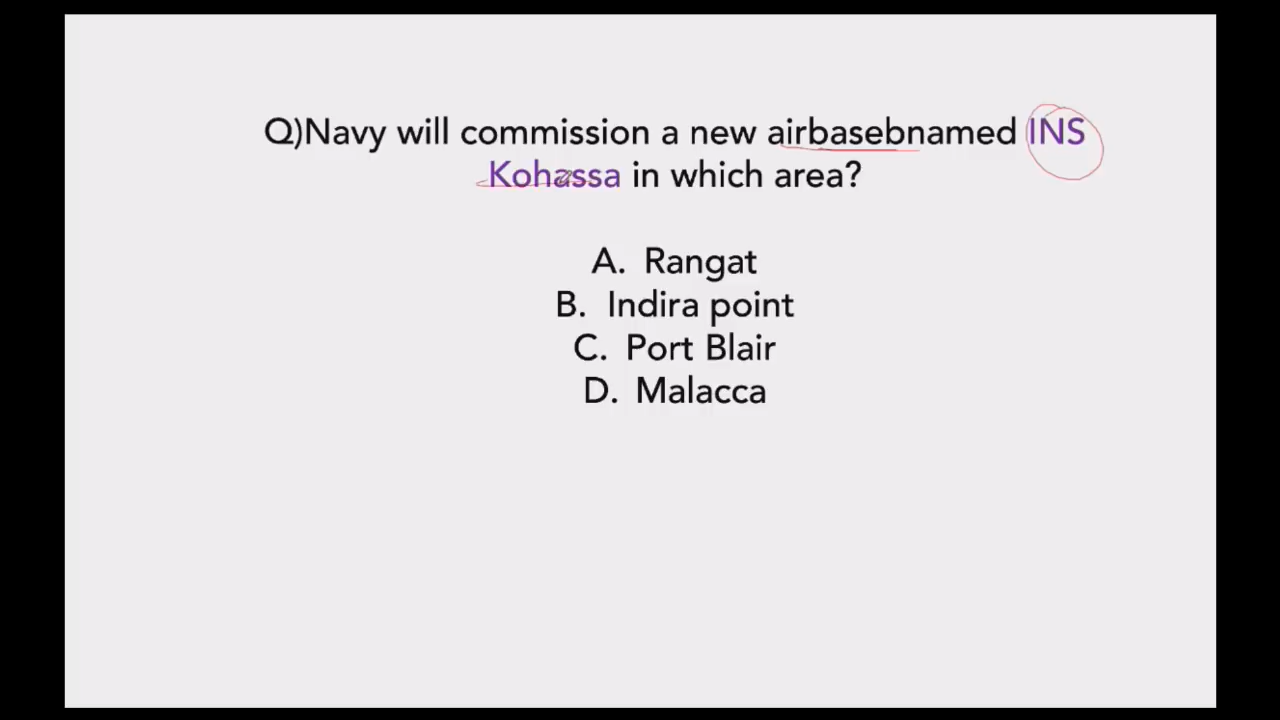 Q)Navy will commission a new airbasebnamed INS
Kohassa in which area?
A. Rangat
B. Indira point
C. Port Blair
D. Malacca